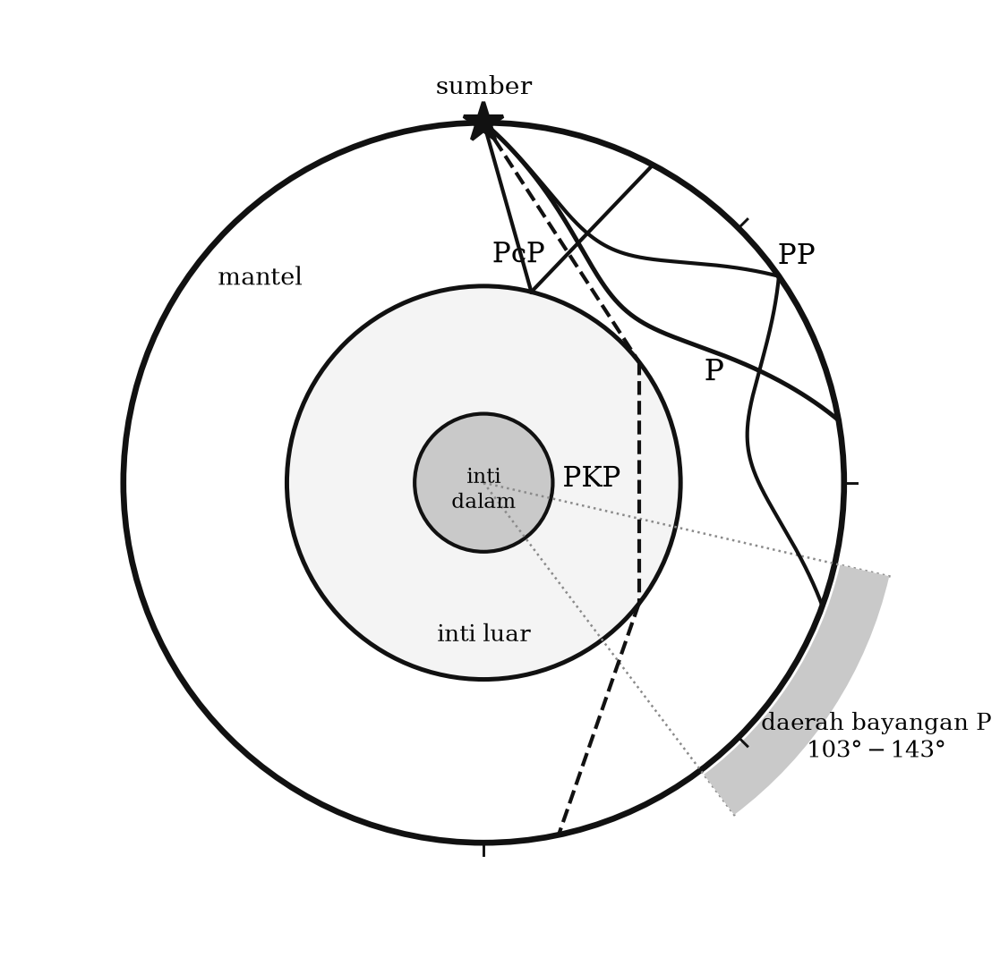 sumber
PcP
PP
mantel
P
inti
dalam
PKP
inti luar
daerah bayangan P
103° – 143°